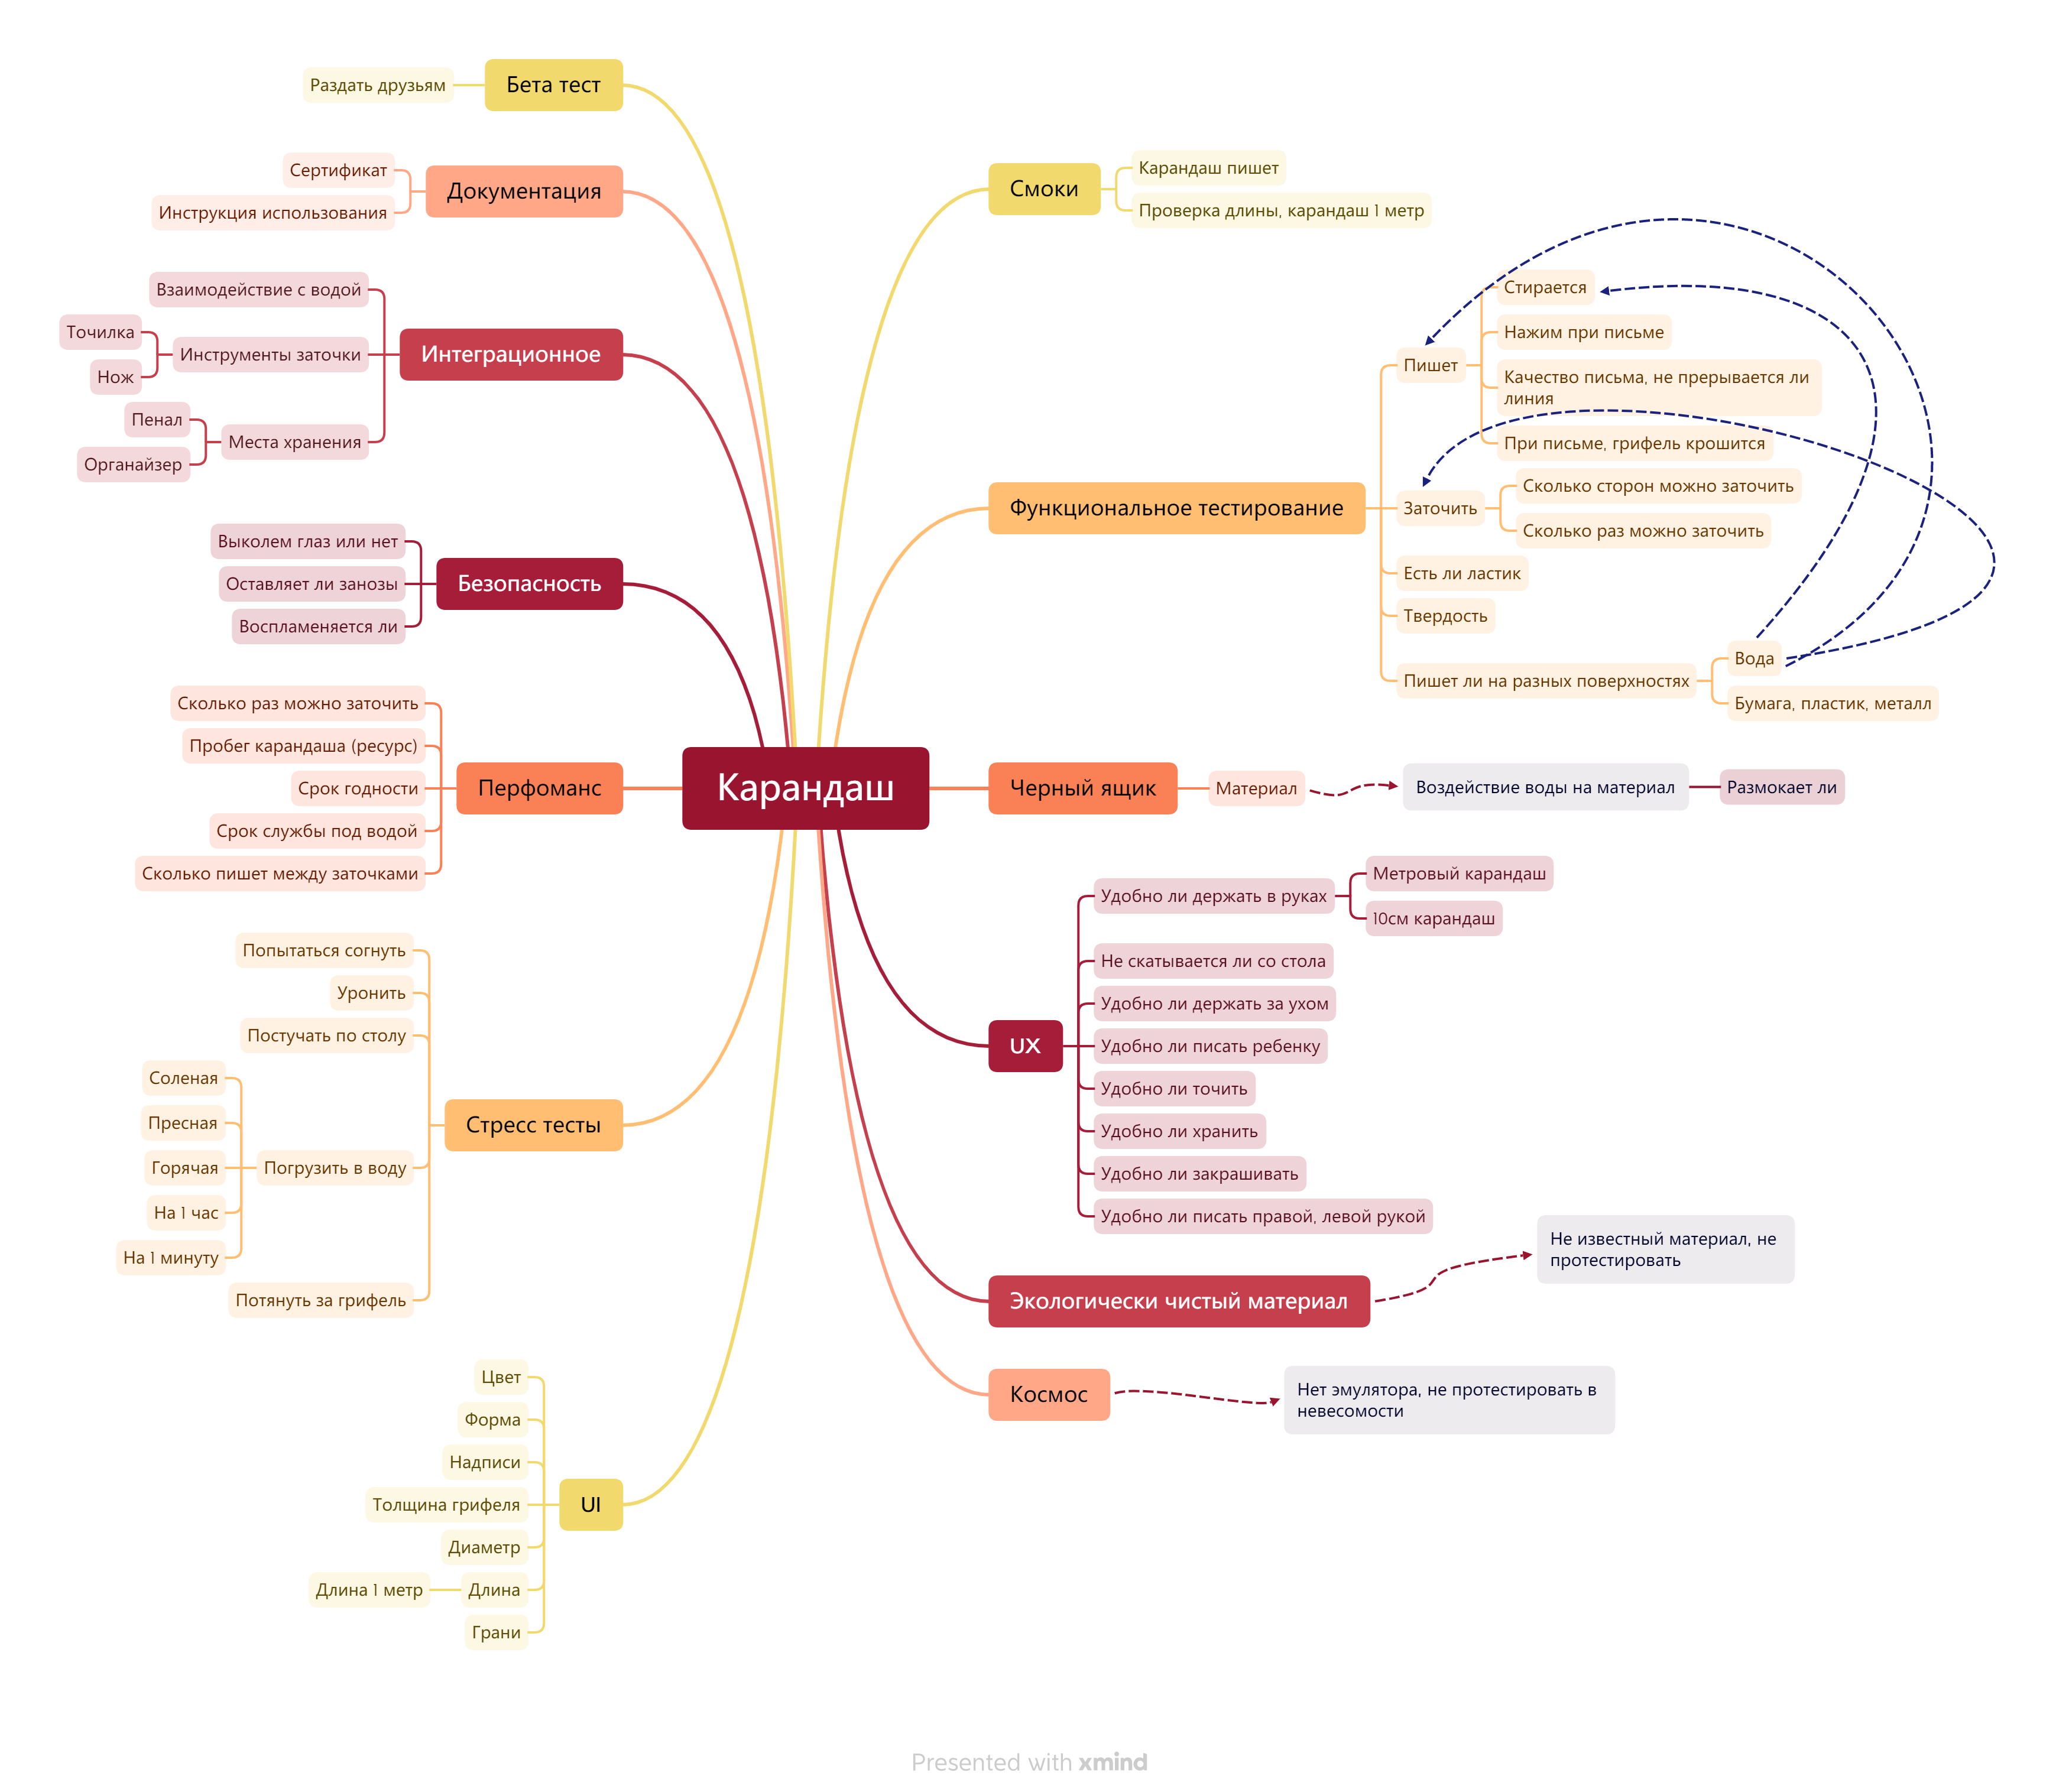 Карандаш
Смоки
Карандаш пишет
Проверка длины, карандаш 1 метр
Функциональное тестирование
Пишет
Стирается
Нажим при письме
Качество письма, не прерывается ли
линия
При письме, грифель крошится
Заточить
Сколько сторон можно заточить
Сколько раз можно заточить
Есть ли ластик
Твердость
Пишет ли на разных поверхностях
Вода
Бумага, пластик, металл
Черный ящик
Материал
Воздействие воды на материал
Размокает ли
UX
Удобно ли держать в руках
Метровый карандаш
10см карандаш
Не скатывается ли со стола
Удобно ли держать за ухом
Удобно ли писать ребенку
Удобно ли точить
Удобно ли хранить
Удобно ли закрашивать
Удобно ли писать правой, левой рукой
Экологически чистый материал
Не известный материал, не
протестировать
Космос
Нет эмулятора, не протестировать в
невесомости
Бета тест
Раздать друзьям
Документация
Сертификат
Инструкция использования
Интеграционное
Взаимодействие с водой
Инструменты заточки
Точилка
Нож
Места хранения
Пенал
Органайзер
Безопасность
Выколем глаз или нет
Оставляет ли занозы
Воспламеняется ли
Перфоманс
Сколько раз можно заточить
Пробег карандаша (ресурс)
Срок годности
Срок службы под водой
Сколько пишет между заточками
Стресс тесты
Попытаться согнуть
Уронить
Постучать по столу
Погрузить в воду
Соленая
Пресная
Горячая
На 1 час
На 1 минуту
Потянуть за грифель
UI
Цвет
Форма
Надписи
Толщина грифеля
Диаметр
Длина
Длина 1 метр
Грани
Presented with xmind